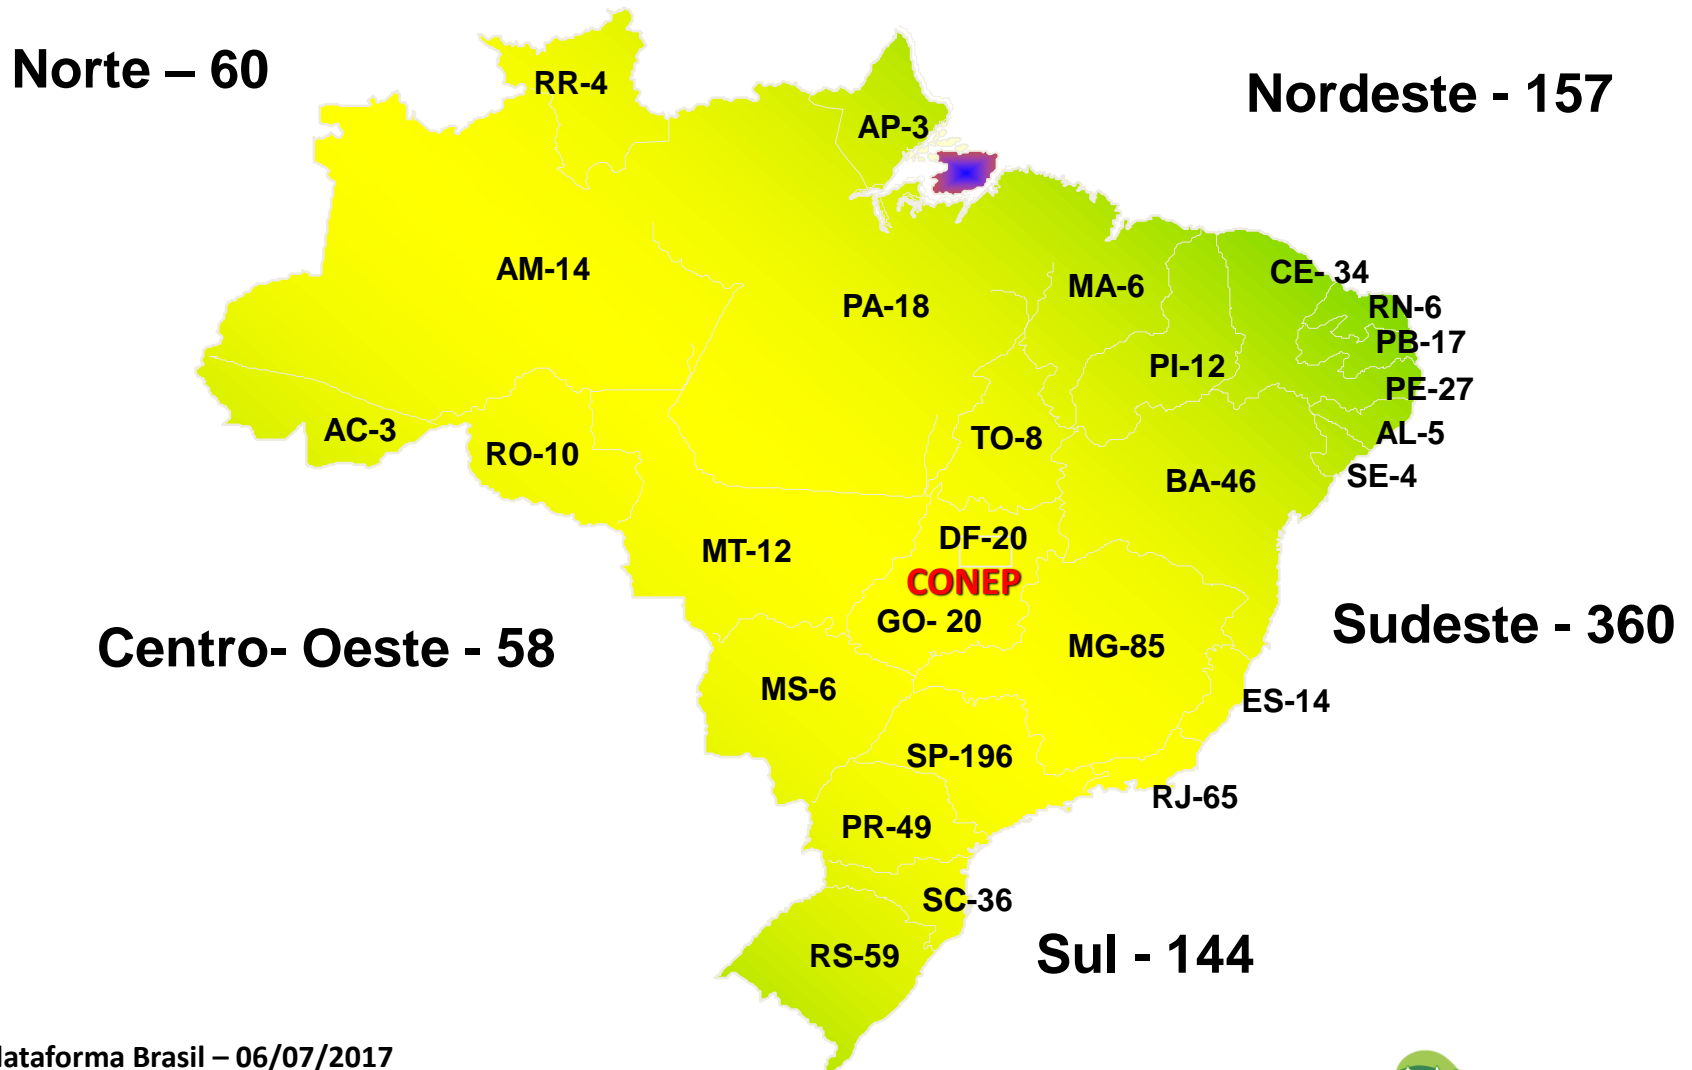 Norte – 60
RR-4
Nordeste - 157
AP-3
AM-14
CE- 34
MA-6
PA-18
RN-6
PB-17
PI-12
PE-27
AC-3
TO-8
AL-5
RO-10
SE-4
BA-46
DF-20
MT-12
CONEP
GO- 20
Sudeste - 360
Centro- Oeste - 58
MG-85
MS-6
ES-14
SP-196
RJ-65
PR-49
SC-36
Sul - 144
RS-59
lataforma Brasil – 06/07/2017